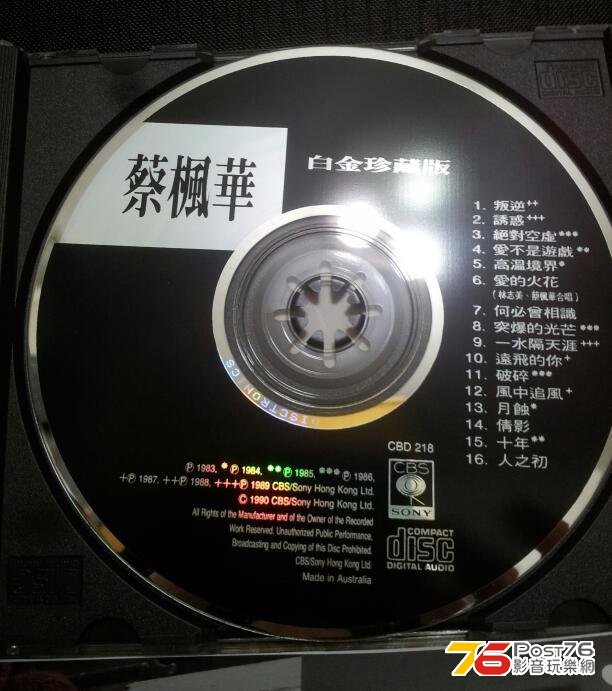 蔡楓華
白金珍藏版
1. 叛逆++
2. 誘惑+++
3. 絕對空虛***
4. 愛不是遊戲**
5. 高溫境界*
6. 愛的火花
(林志美、蔡楓華合唱)
7. 何必曾相識
8. 突爆的光芒***
9. 一水隔天涯+++
10. 遠飛的你+
11. 破碎***
12. 風中追風+
13. 月蝕*
14. 倩影
15. 十年**
16. 人之初
DISCTRONICS
CBD 218
CBS
SONY
℗ 1983, *℗ 1984, **℗ 1985, ***℗ 1986,
+℗ 1987, ++℗ 1988, +++℗ 1989 CBS/Sony Hong Kong Ltd.
© 1990 CBS/Sony Hong Kong Ltd.
All Rights of the Manufacturer and of the Owner of the Recorded
Work Reserved. Unauthorized Public Performance,
Broadcasting and Copying of this Disc Prohibited.
CBS/Sony Hong Kong Ltd.
Made in Australia
COMPACT
disc
DIGITAL AUDIO
disc
DIGITAL AUDIO
76 Post76
影音玩樂網